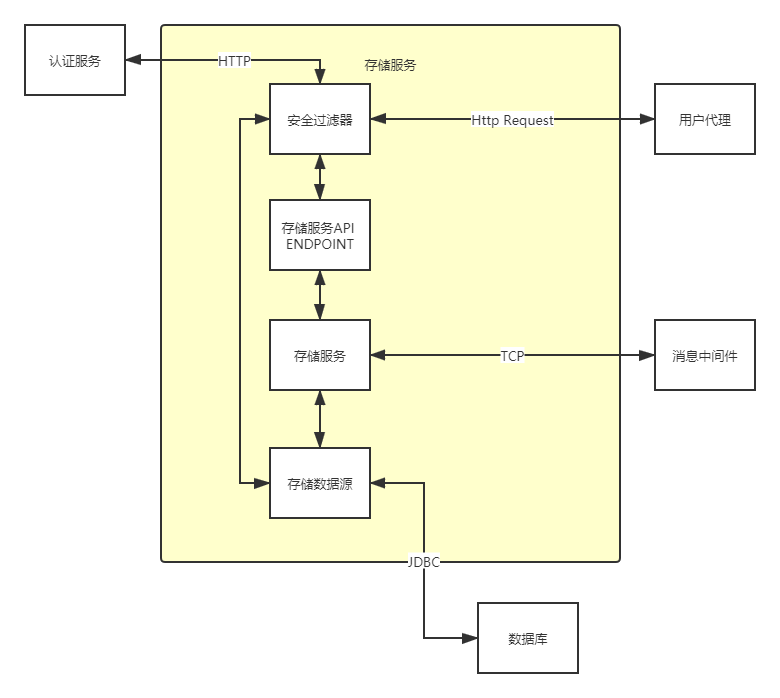 认证服务
HTTP
存储服务
安全过滤器
Http Request
用户代理
存储服务API
ENDPOINT
存储服务
TCP
消息中间件
存储数据源
JDBC
数据库